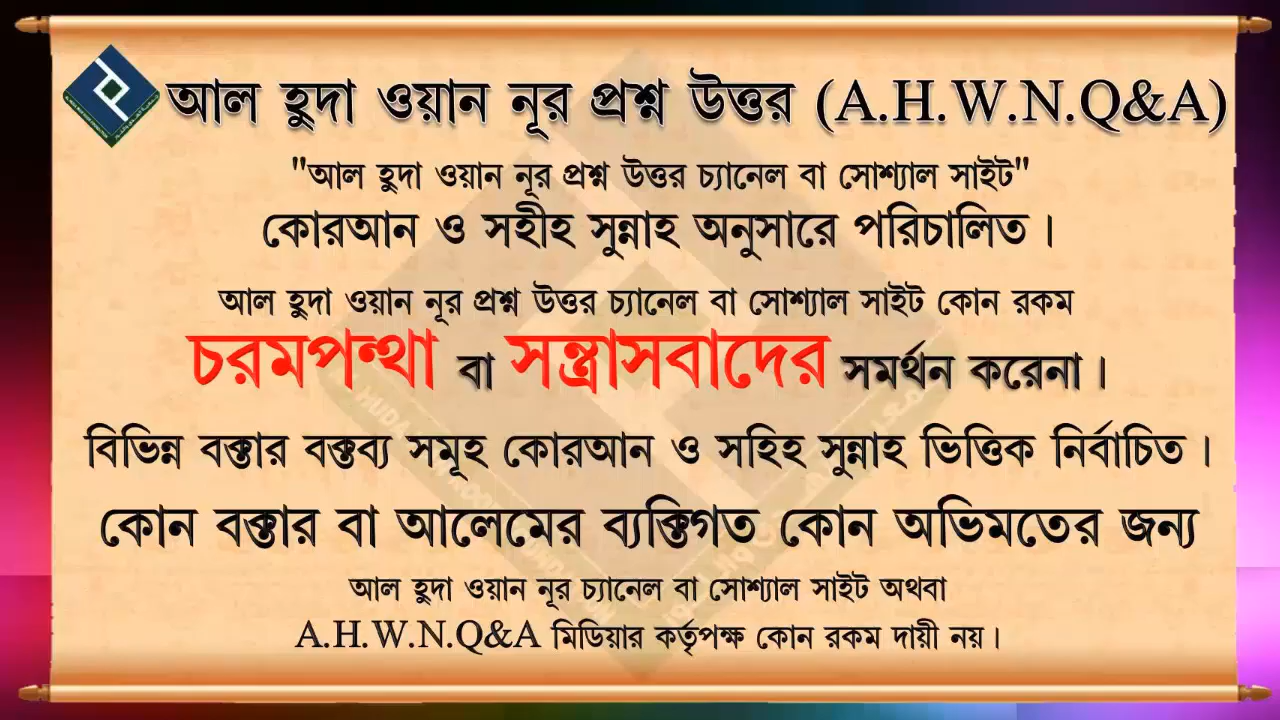 আল হুদা ওয়ান নূর প্রশ্ন উত্তর (A.H.W.N.Q&A)
"আল হুদা ওয়ান নূর প্রশ্ন উত্তর চ্যানেল বা সোশ্যাল সাইট"
কোরআন ও সহীহ সুন্নাহ অনুসারে পরিচালিত।
আল হুদা ওয়ান নূর প্রশ্ন উত্তর চ্যানেল বা সোশ্যাল সাইট কোন রকম
চরমপন্থা বা সন্ত্রাসবাদের সমর্থন করেনা।
বিভিন্ন বক্তার বক্তব্য সমূহ কোরআন ও সহিহ সুন্নাহ ভিত্তিক নির্বাচিত।
কোন বক্তার বা আলেমের ব্যক্তিগত কোন অভিমতের জন্য
আল হুদা ওয়ান নূর চ্যানেল বা সোশ্যাল সাইট অথবা
A.H.W.N.Q&A মিডিয়ার কর্তৃপক্ষ কোন রকম দায়ী নয়।